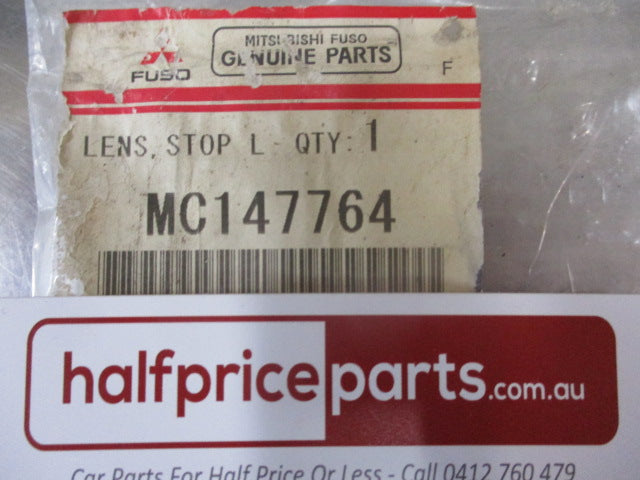 FUSO
MITSUBISHI FUSO
GENUINE PARTS
F
LENS, STOP L - QTY: 1
MC147764
halfpriceparts.com.au
Car Parts For Half Price Or Less - Call 0412 760 479